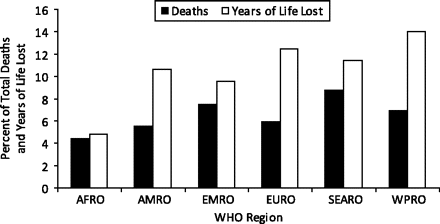 Deaths Years of Life Lost
Percent of Total Deaths
and Years of Life Lost
16
14
12
10
8
6
4
2
0
AFRO AMRO EMRO EURO SEARO WPRO
WHO Region